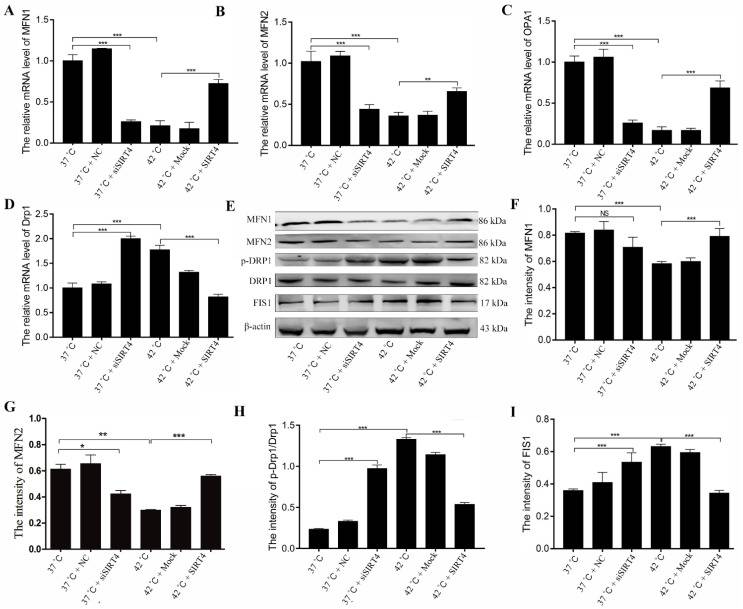 A
The relative mRNA level of MFN1
1.5
1.0
0.5
0.0
***
***
***
37℃
37℃+NC
37℃+siSIRT4
42℃
42℃+Mock
42℃+SIRT4
B
The relative mRNA level of MFN2
1.5
1.0
0.5
0.0
***
***
**
37℃
37℃+NC
37℃+siSIRT4
42℃
42℃+Mock
42℃+SIRT4
C
The relative mRNA level of OPA1
1.5
1.0
0.5
0.0
***
***
***
37℃
37℃+NC
37℃+siSIRT4
42℃
42℃+Mock
42℃+SIRT4
D
The relative mRNA level of Drp1
2.5
2.0
1.5
1.0
0.5
0.0
***
***
***
37℃
37℃+NC
37℃+siSIRT4
42℃
42℃+Mock
42℃+SIRT4
E
MFN1 86 kDa
MFN2 86 kDa
p-DRP1 82 kDa
DRP1 82 kDa
FIS1 17 kDa
β-actin 43 kDa
37℃
37℃+NC
37℃+siSIRT4
42℃
42℃+Mock
42℃+SIRT4
F
The intensity of MFN1
1.0
0.8
0.6
0.4
0.2
0.0
***
NS
***
37℃
37℃+NC
37℃+siSIRT4
42℃
42℃+Mock
42℃+SIRT4
G
The intensity of MFN2
1.0
0.8
0.6
0.4
0.2
0.0
**
*
***
37℃
37℃+NC
37℃+siSIRT4
42℃
42℃+Mock
42℃+SIRT4
H
The intensity of p-Drp1/Drp1
1.5
1.0
0.5
0.0
***
***
***
37℃
37℃+NC
37℃+siSIRT4
42℃
42℃+Mock
42℃+SIRT4
I
The intensity of FIS1
0.8
0.6
0.4
0.2
0.0
***
***
***
37℃
37℃+NC
37℃+siSIRT4
42℃
42℃+Mock
42℃+SIRT4